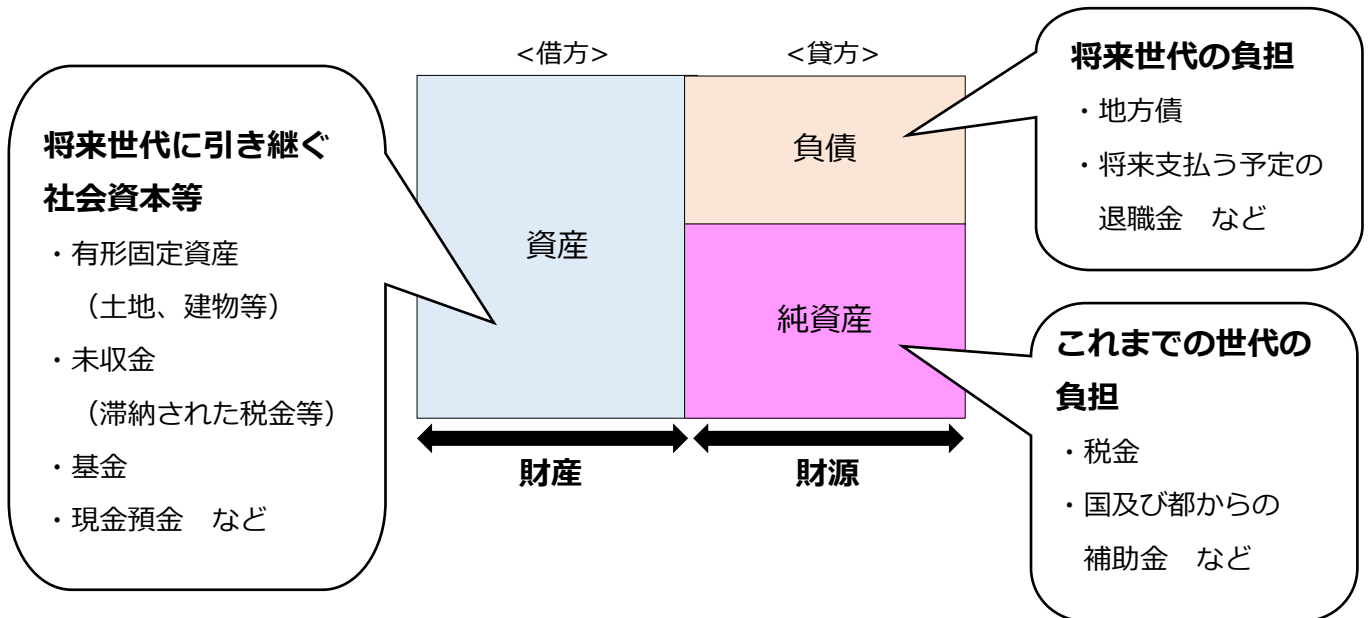 <借方>
<貸方>
将来世代に引き継ぐ
社会資本等
・有形固定資産
（土地、建物等）
・未収金
（滞納された税金等）
・基金
・現金預金　など
資産
負債
純資産
財産
財源
将来世代の負担
・地方債
・将来支払う予定の
退職金　など
これまでの世代の
負担
・税金
・国及び都からの
補助金　など